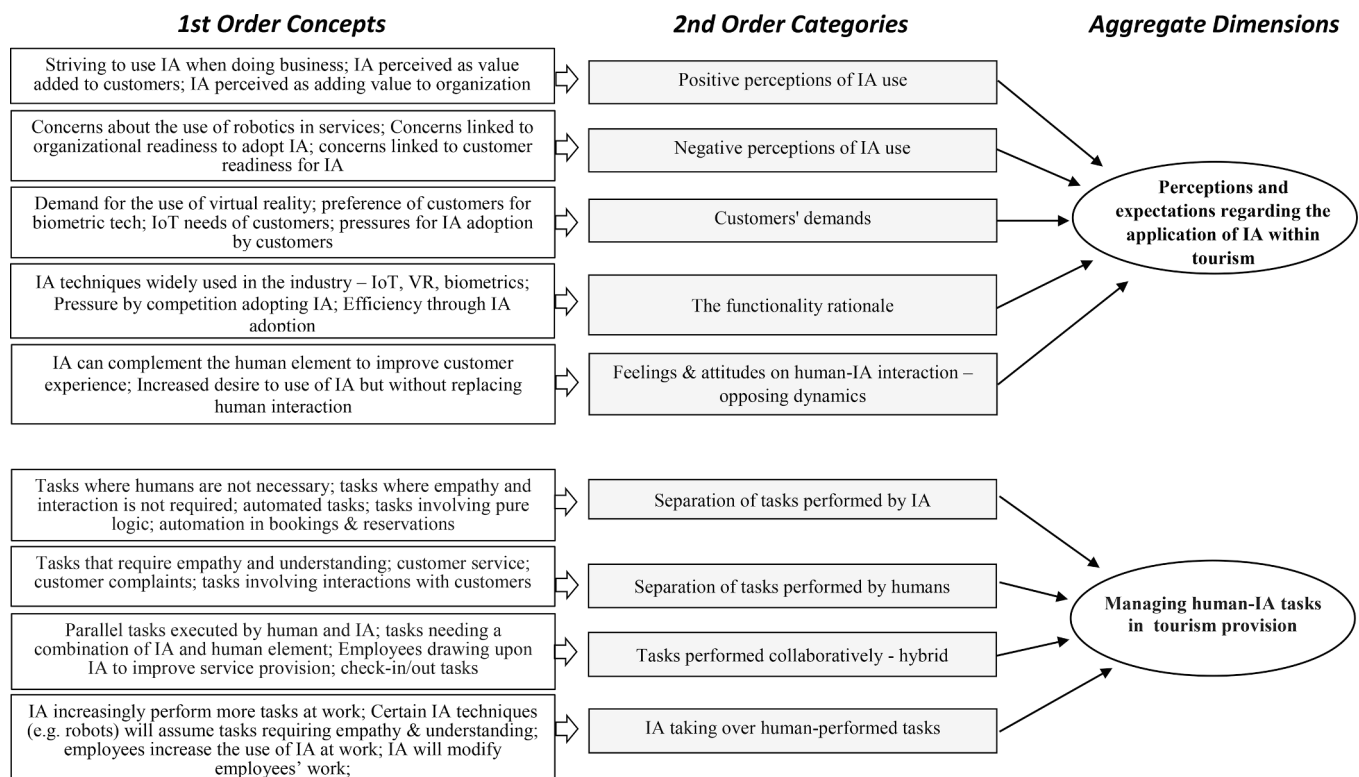 1st Order Concepts
2nd Order Categories
Aggregate Dimensions
Striving to use IA when doing business; IA perceived as value
added to customers; IA perceived as adding value to organization
Positive perceptions of IA use
Concerns about the use of robotics in services; Concerns linked to
organizational readiness to adopt IA; concerns linked to customer
readiness for IA
Negative perceptions of IA use
Demand for the use of virtual reality; preference of customers for
biometric tech; IoT needs of customers; pressures for IA adoption
by customers
Customers' demands
IA techniques widely used in the industry – IoT, VR, biometrics;
Pressure by competition adopting IA; Efficiency through IA
adoption
The functionality rationale
IA can complement the human element to improve customer
experience; Increased desire to use of IA but without replacing
human interaction
Feelings & attitudes on human-IA interaction –
opposing dynamics
Perceptions and
expectations regarding the
application of IA within
tourism
Tasks where humans are not necessary; tasks where empathy and
interaction is not required; automated tasks; tasks involving pure
logic; automation in bookings & reservations
Separation of tasks performed by IA
Tasks that require empathy and understanding; customer service;
customer complaints; tasks involving interactions with customers
Separation of tasks performed by humans
Parallel tasks executed by human and IA; tasks needing a
combination of IA and human element; Employees drawing upon
IA to improve service provision; check-in/out tasks
Tasks performed collaboratively - hybrid
IA increasingly perform more tasks at work; Certain IA techniques
(e.g. robots) will assume tasks requiring empathy & understanding;
employees increase the use of IA at work; IA will modify
employees’ work;
IA taking over human-performed tasks
Managing human-IA tasks
in tourism provision